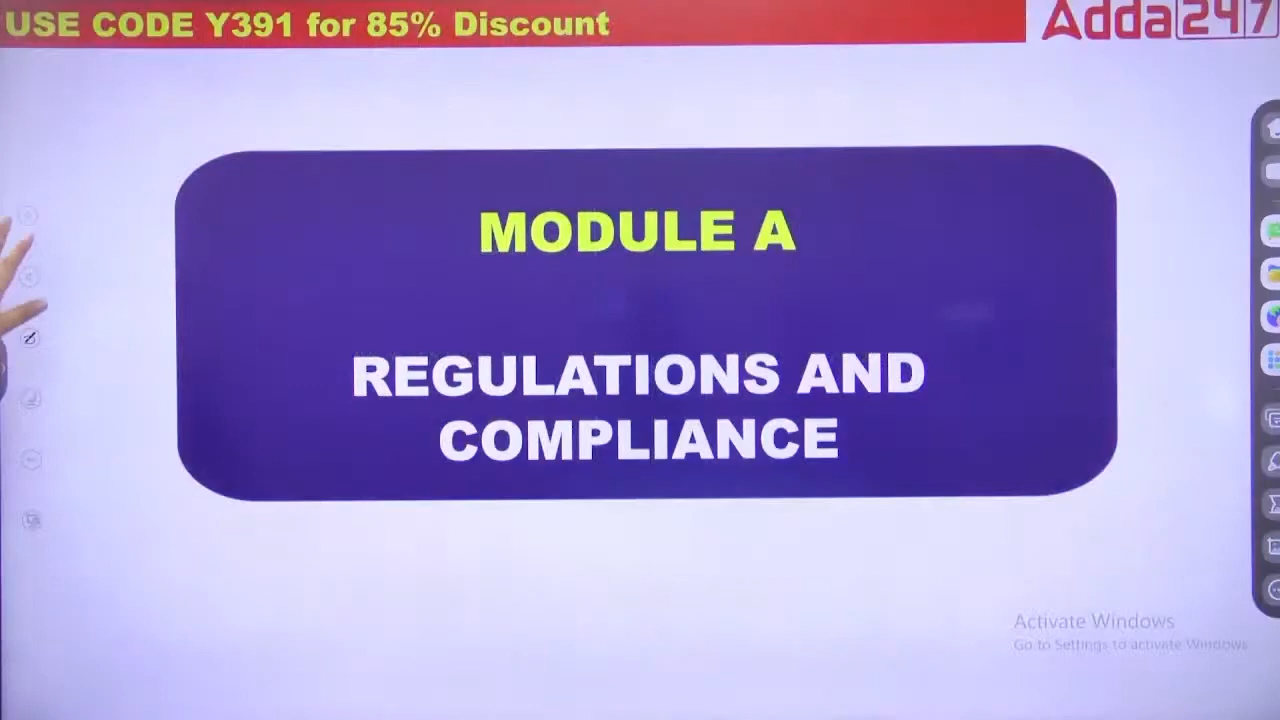 USE CODE Y391 for 85% Discount
Adda247
MODULE A
REGULATIONS AND
COMPLIANCE
Activate Windows
Go to Settings to activate Windows